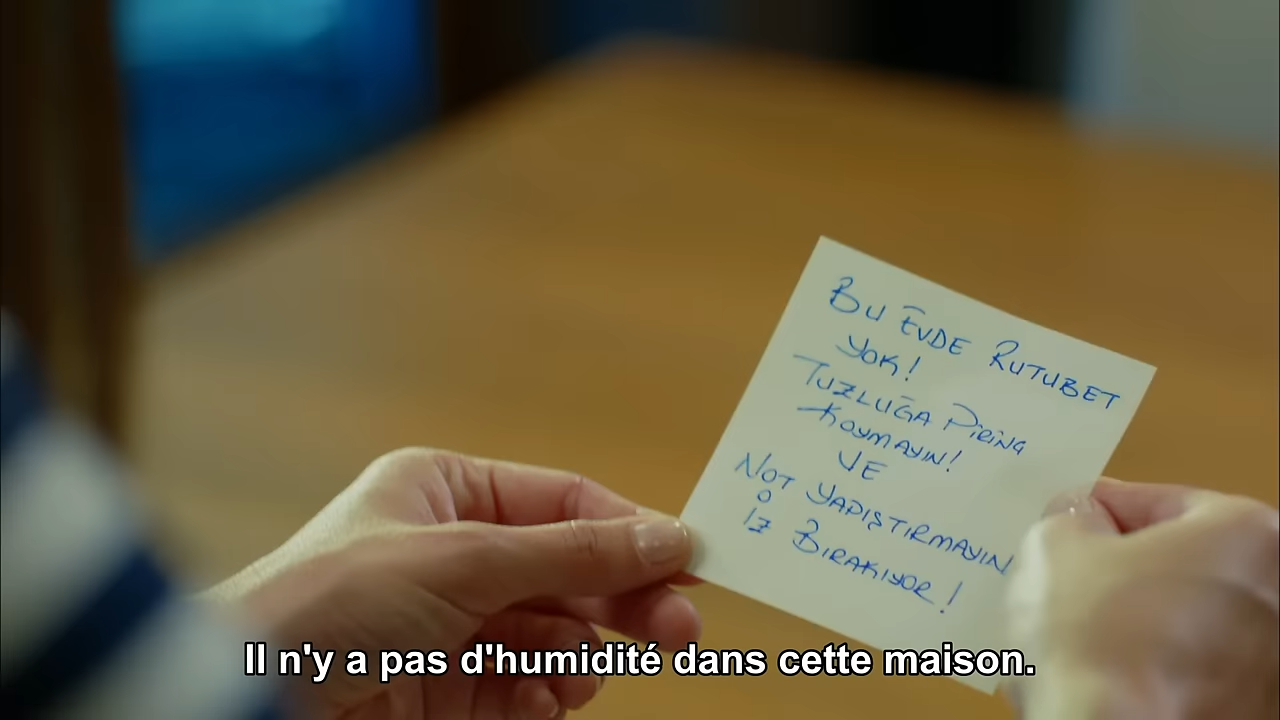 BU EVDE RUTUBET
YOK!
TUZLUĞA PİRİNÇ
KOYMAYIN!
VE
NOT YAPIŞTIRMAYIN
O
İZ BIRAKIYOR!
Il n'y a pas d'humidité dans cette maison.